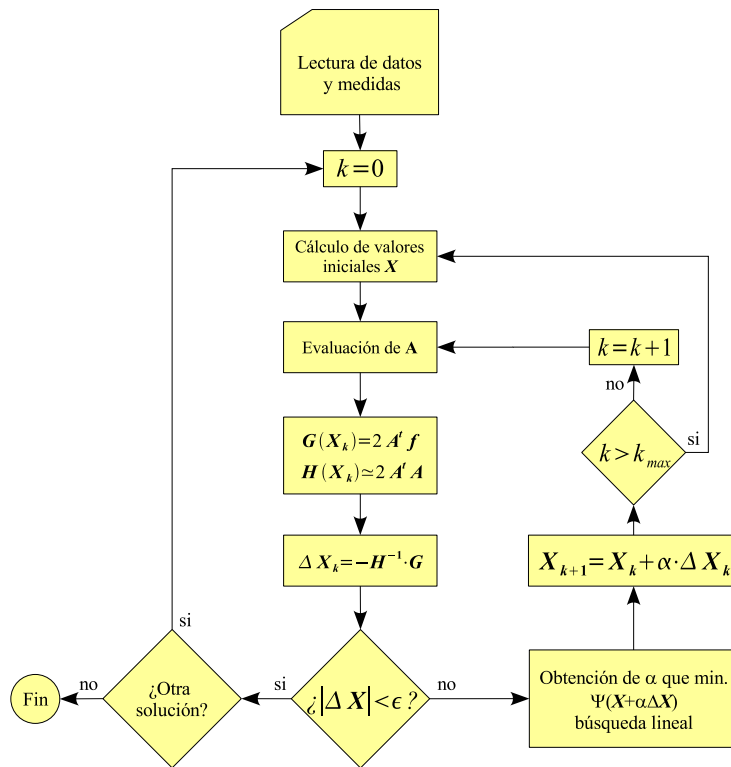 Lectura de datos
y medidas
k=0
Cálculo de valores
iniciales X
Evaluación de A
k=k+1
no
G(X_k)=2 A^t f
H(X_k)≃2 A^t A
k>k_max
si
ΔX_k=−H^{−1}·G
X_{k+1}=X_k+α·ΔX_k
si
¿Otra
solución?
no
Fin
si
¿|ΔX|<ϵ?
no
Obtención de α que min.
Ψ(X+αΔX)
búsqueda lineal